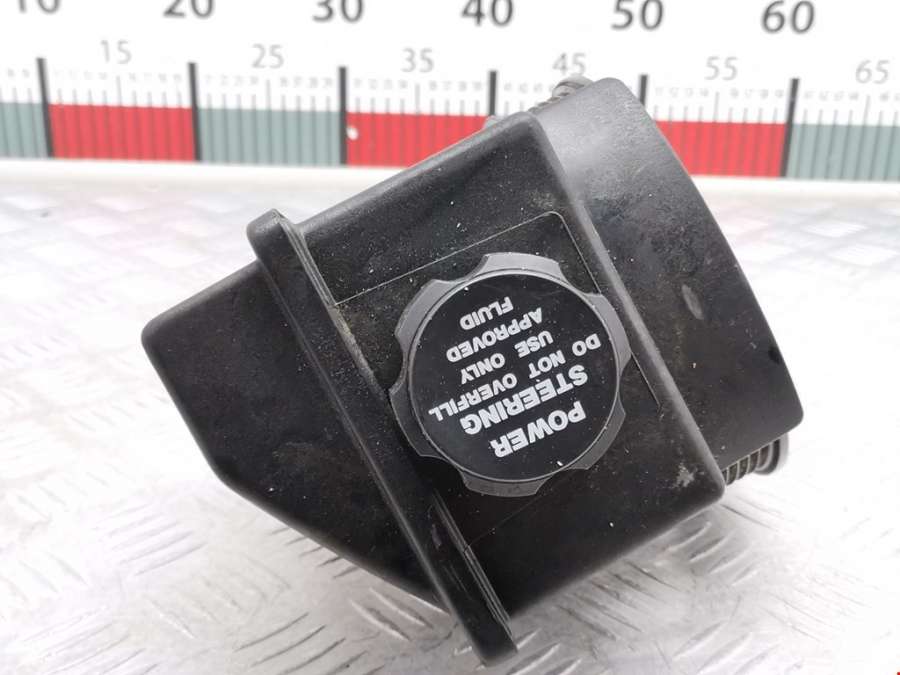 10
20
30
40
50
60
15
25
35
45
55
65
POWER
STEERING
DO NOT OVERFILL
USE ONLY
APPROVED
FLUID